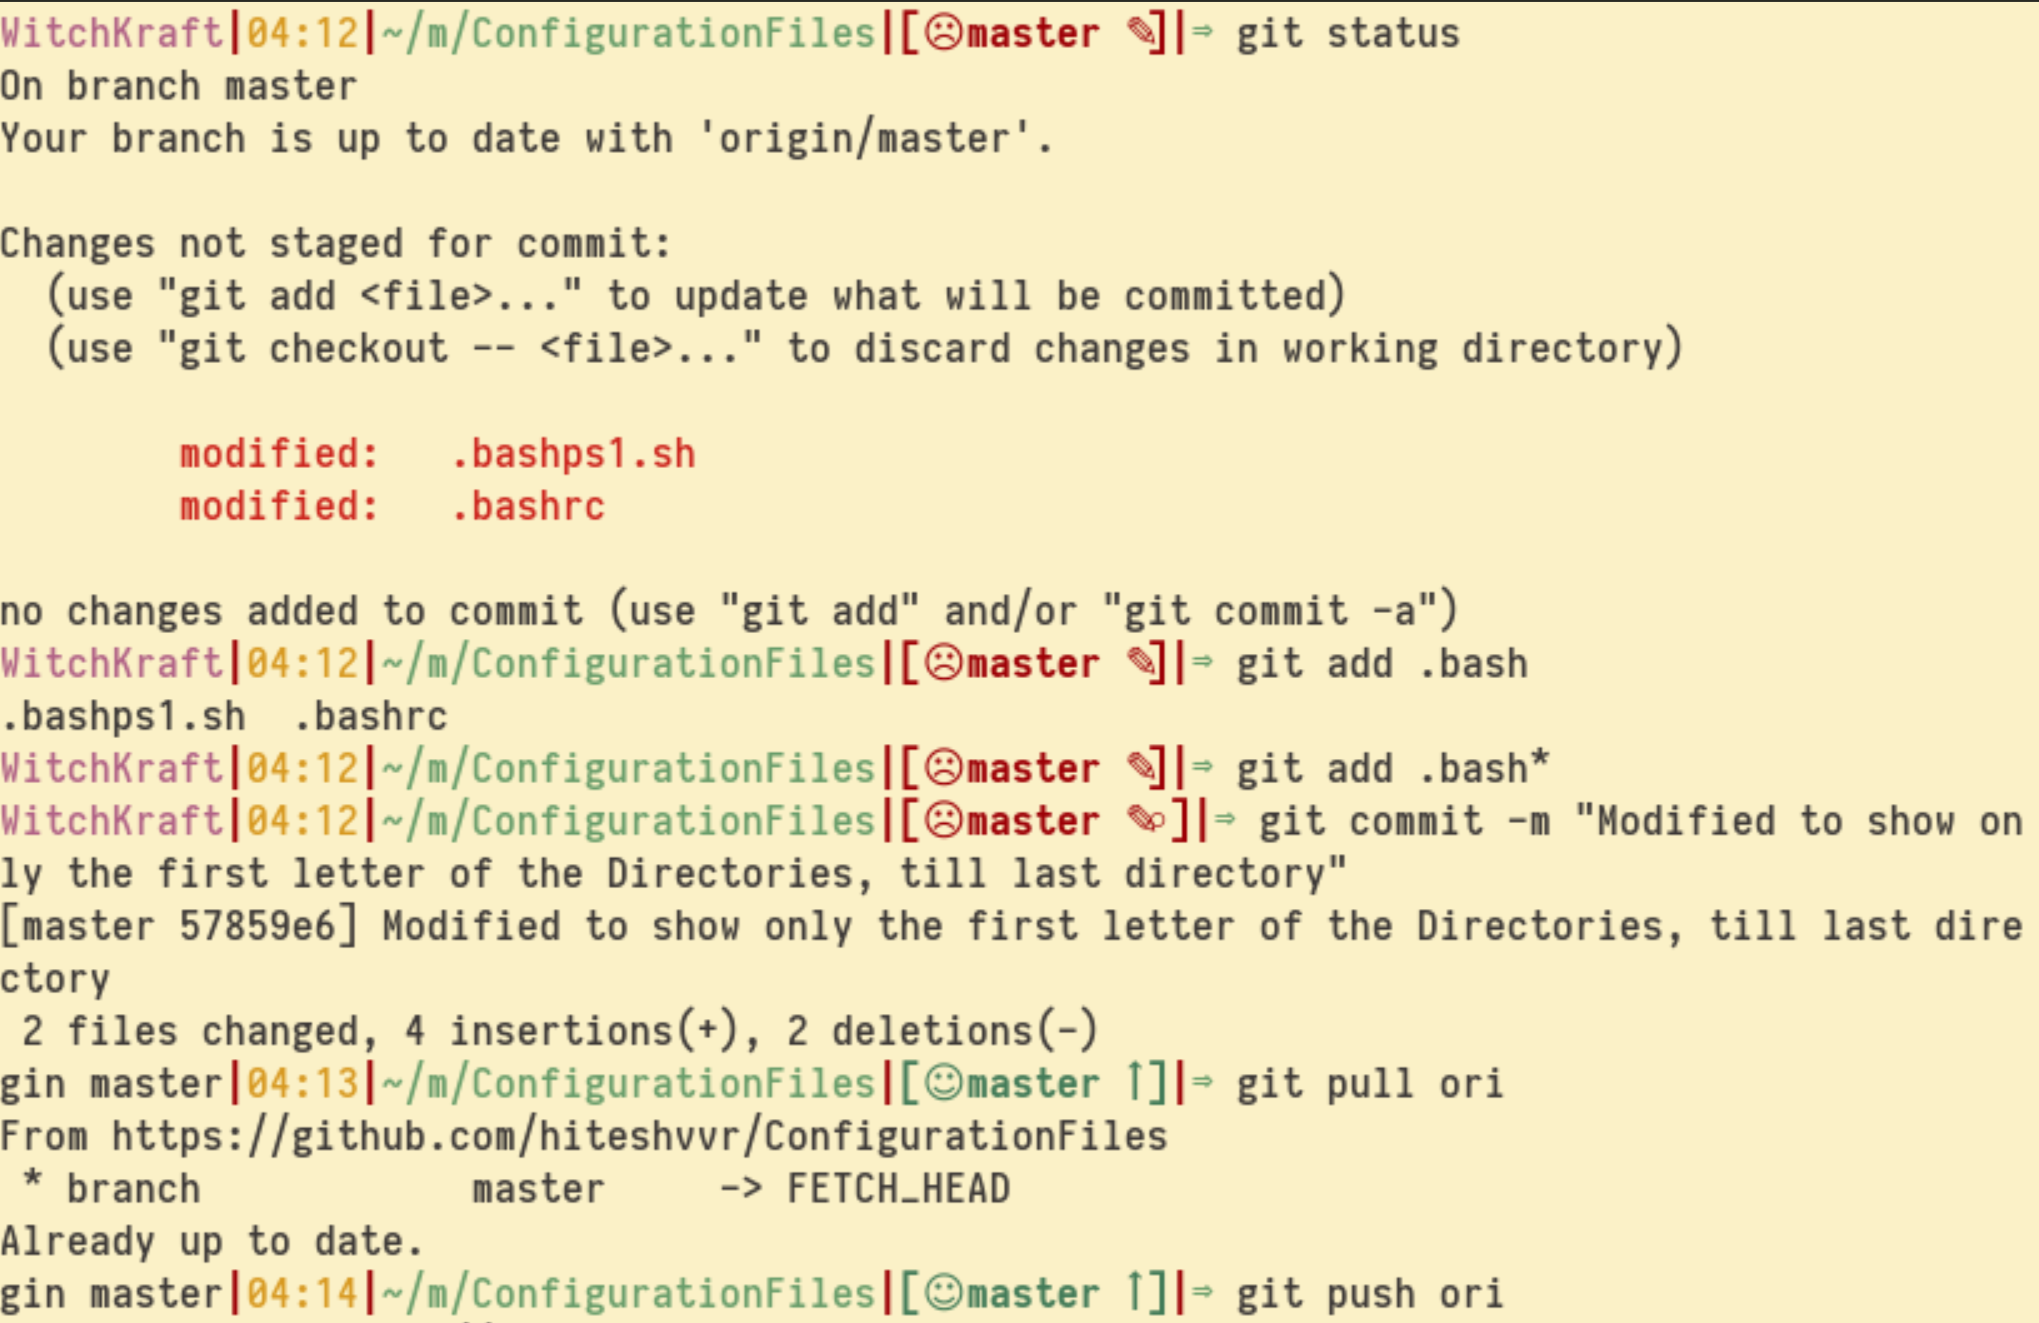 WitchKraft|04:12|~/m/ConfigurationFiles|[☹master ✎]|⇒ git status
On branch master
Your branch is up to date with 'origin/master'.
Changes not staged for commit:
  (use "git add <file>..." to update what will be committed)
  (use "git checkout -- <file>..." to discard changes in working directory)
        modified:   .bashps1.sh
        modified:   .bashrc
no changes added to commit (use "git add" and/or "git commit -a")
WitchKraft|04:12|~/m/ConfigurationFiles|[☹master ✎]|⇒ git add .bash
.bashps1.sh  .bashrc
WitchKraft|04:12|~/m/ConfigurationFiles|[☹master ✎]|⇒ git add .bash*
WitchKraft|04:12|~/m/ConfigurationFiles|[☹master ✎]|⇒ git commit -m "Modified to show on
ly the first letter of the Directories, till last directory"
[master 57859e6] Modified to show only the first letter of the Directories, till last dire
ctory
 2 files changed, 4 insertions(+), 2 deletions(-)
gin master|04:13|~/m/ConfigurationFiles|[☺master ↑]|⇒ git pull ori
From https://github.com/hiteshvvr/ConfigurationFiles
 * branch            master     -> FETCH_HEAD
Already up to date.
gin master|04:14|~/m/ConfigurationFiles|[☺master ↑]|⇒ git push ori